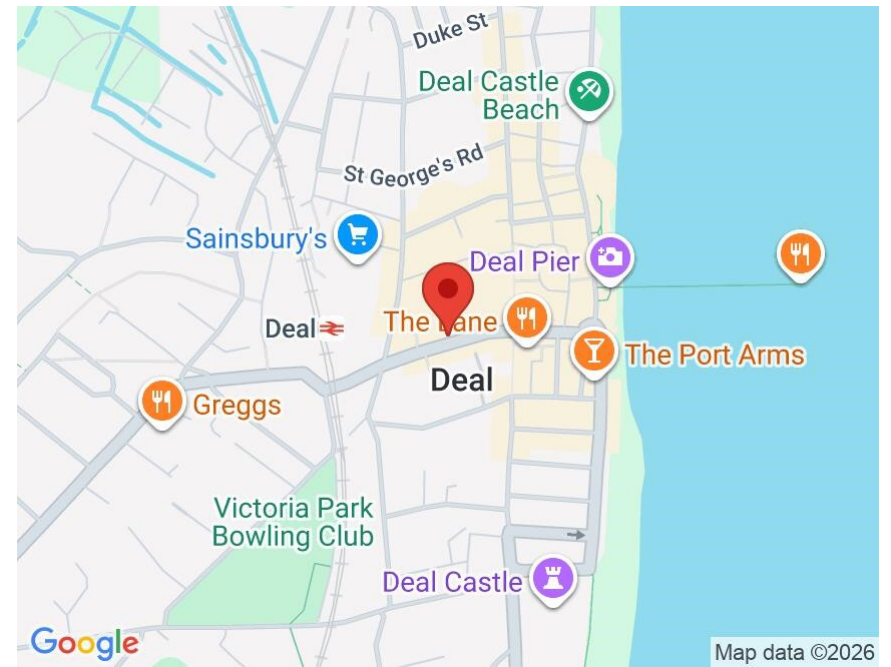 Duke St
Deal Castle
Beach
St George's Rd
Sainsbury's
Deal Pier
Deal
The Lane
The Port Arms
Deal
Greggs
Victoria Park
Bowling Club
Deal Castle
Google
Map data ©2026